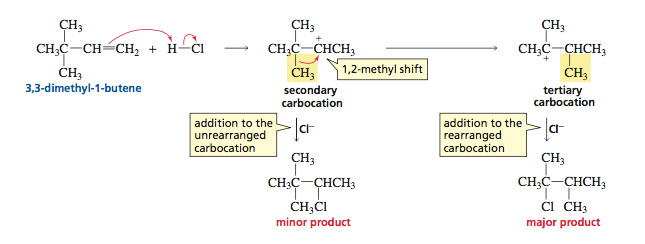 CH3 CH3 CH3
CH3C—CH=CH2 + H—Cl ⟶ CH3C—CHCH3 ⟶ CH3C—CHCH3
+ +
CH3 CH3 1,2-methyl shift CH3
3,3-dimethyl-1-butene secondary tertiary
carbocation carbocation
addition to the unrearranged carbocation Cl− addition to the rearranged carbocation Cl−
CH3 CH3
CH3C—CHCH3 CH3C—CHCH3
CH3Cl Cl CH3
minor product major product